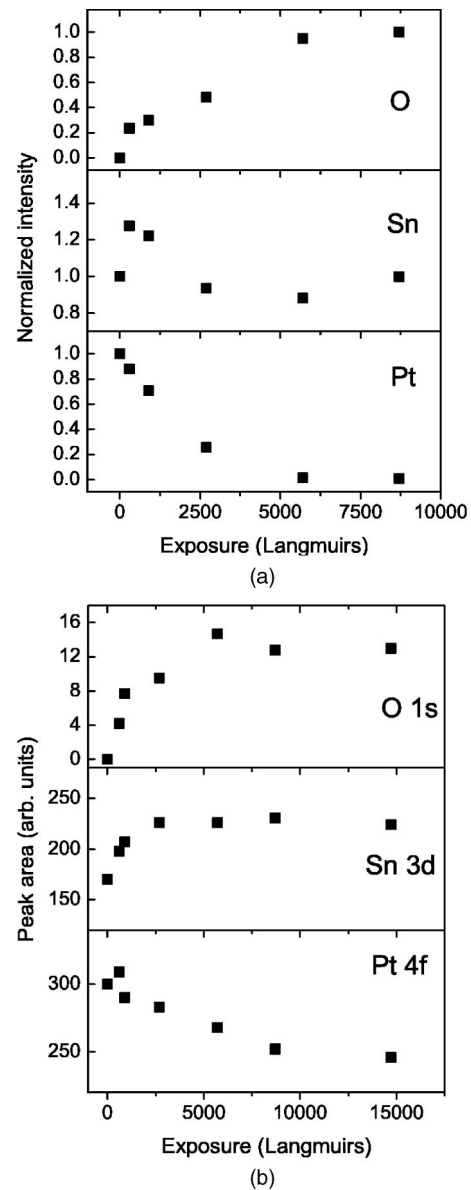 1.0
0.8
0.6
0.4
0.2
0.0
O
1.4
1.2
1.0
0.8
Sn
1.0
0.8
0.6
0.4
0.2
0.0
Pt
Normalized intensity
0 2500 5000 7500 10000
Exposure (Langmuirs)
(a)
16
12
8
4
0
O 1s
250
200
150
Sn 3d
300
250
Pt 4f
Peak area (arb. units)
0 5000 10000 15000
Exposure (Langmuirs)
(b)